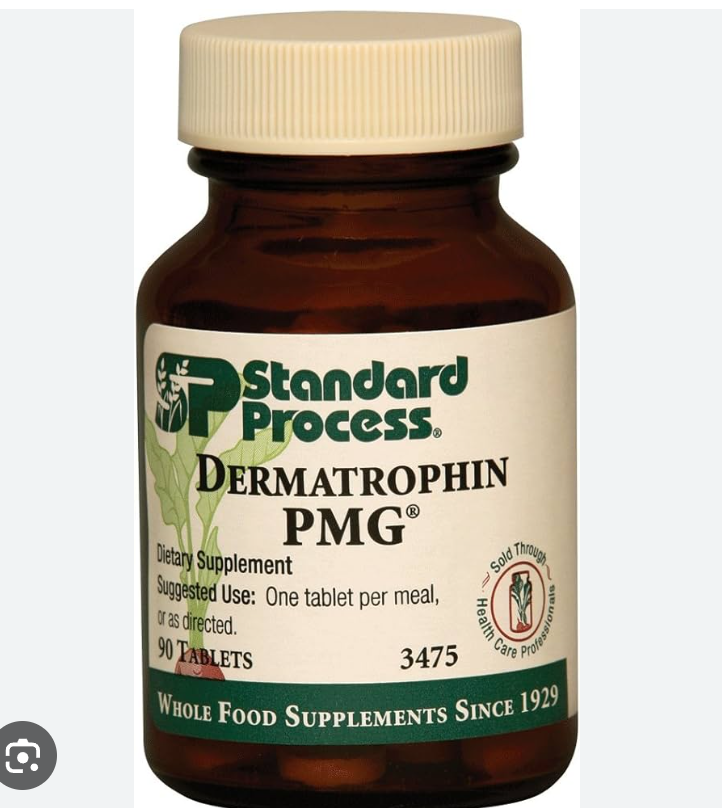 Standard
Process®
DERMATROPHIN
PMG®
Dietary Supplement
Suggested Use: One tablet per meal,
or as directed.
90 TABLETS 3475
Sold Through
Health Care Professionals
WHOLE FOOD SUPPLEMENTS SINCE 1929